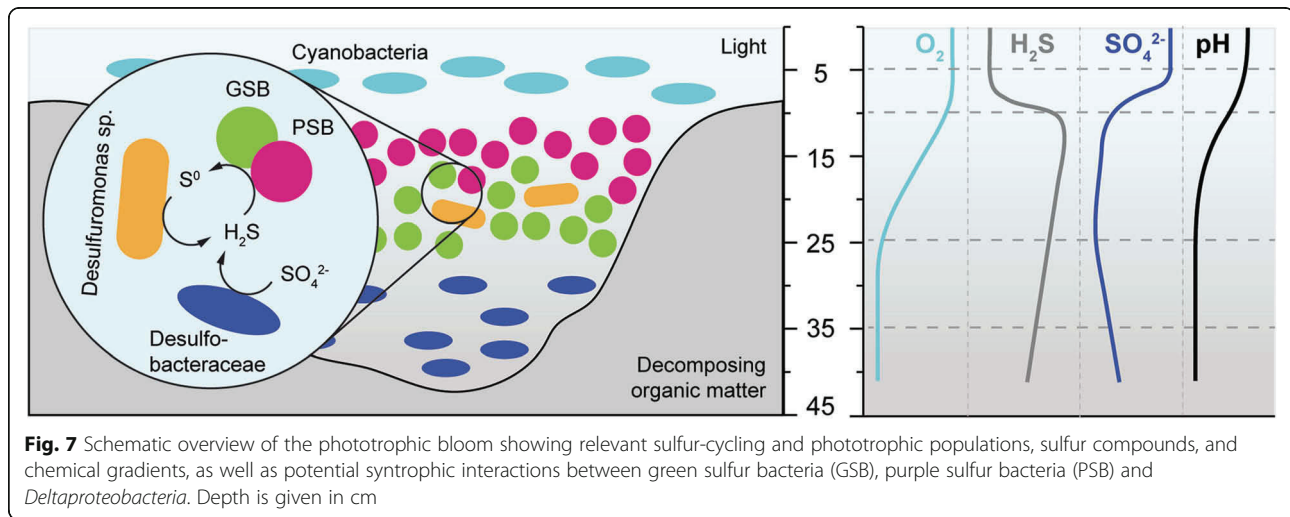 Cyanobacteria
Light
GSB
PSB
Desulfuromonas sp.
S⁰
H₂S
SO₄²⁻
Desulfo-
bacteraceae
Decomposing
organic matter
5
10
15
25
35
45
O₂
H₂S
SO₄²⁻
pH
Fig. 7 Schematic overview of the phototrophic bloom showing relevant sulfur-cycling and phototrophic populations, sulfur compounds, and
chemical gradients, as well as potential syntrophic interactions between green sulfur bacteria (GSB), purple sulfur bacteria (PSB) and
Deltaproteobacteria. Depth is given in cm